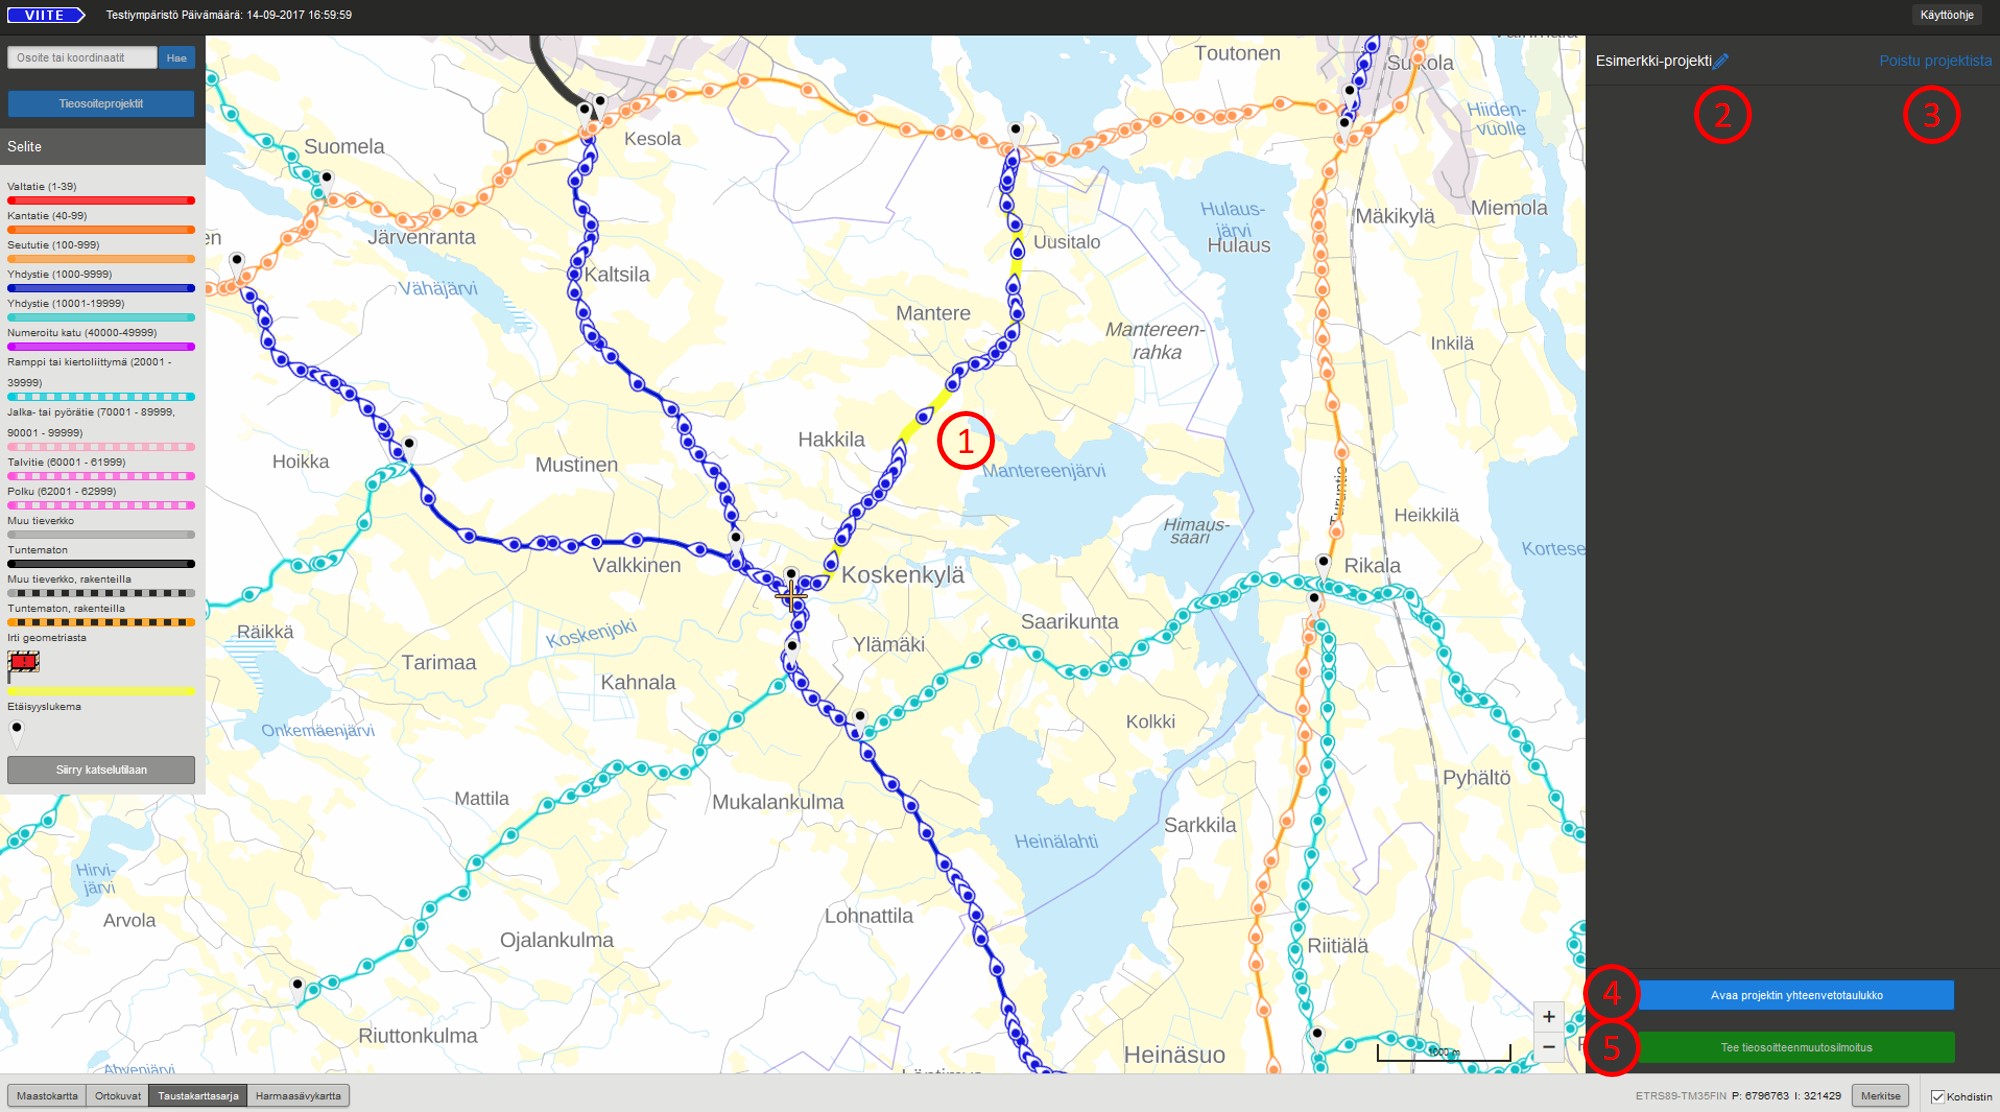 VIITE
Testiympäristö Päivämäärä: 14-09-2017 16:59:59
Käyttöohje
Osoite tai koordinaatit
Hae
Tieosoiteprojektit
Selite
Valtatie (1-39)
Kantatie (40-99)
Seututie (100-999)
Yhdystie (1000-9999)
Yhdystie (10001-19999)
Numeroitu katu (40000-49999)
Ramppi tai kiertoliittymä (20001 -
39999)
Jalka- tai pyörätie (70001 - 89999,
90001 - 99999)
Talvitie (60001 - 61999)
Polku (62001 - 62999)
Muu tieverkko
Tuntematon
Muu tieverkko, rakenteilla
Tuntematon, rakenteilla
Irti geometriasta
!
Etäisyyslukema
Siirry katselutilaan
Toutonen
Kesola
Suomela
Järvenranta
Vähäjärvi
Kaltsila
Uusitalo
Hulaus-
järvi
Hulaus
Mäkikylä
Miemola
Hiiden-
vuolle
Mantere
Mantereen-
rahka
Inkilä
Hakkila
Mantereenjärvi
Hoikka
Mustinen
Himaus-
saari
Heikkilä
Kortese
Turuntie
Valkkinen
Koskenkylä
Rikala
Räikkä
Koskenjoki
Saarikunta
Ylämäki
Tarimaa
Kahnala
Kolkki
Onkemäenjärvi
Pyhältö
Mattila
Mukalankulma
Sarkkila
Heinälahti
Hirvi-
järvi
Arvola
Lohnattila
Ojalankulma
Riitiälä
Riuttonkulma
Heinäsuo
Ahvenjärvi
1
2
3
4
5
Esimerkki-projekti
Poistu projektista
Avaa projektin yhteenvetotaulukko
Tee tieosoitteenmuutosilmoitus
+
−
1000 m
Maastokartta
Ortokuvat
Taustakarttasarja
Harmaasävykartta
ETRS89-TM35FIN P: 6796763 I: 321429
Merkitse
Kohdistin